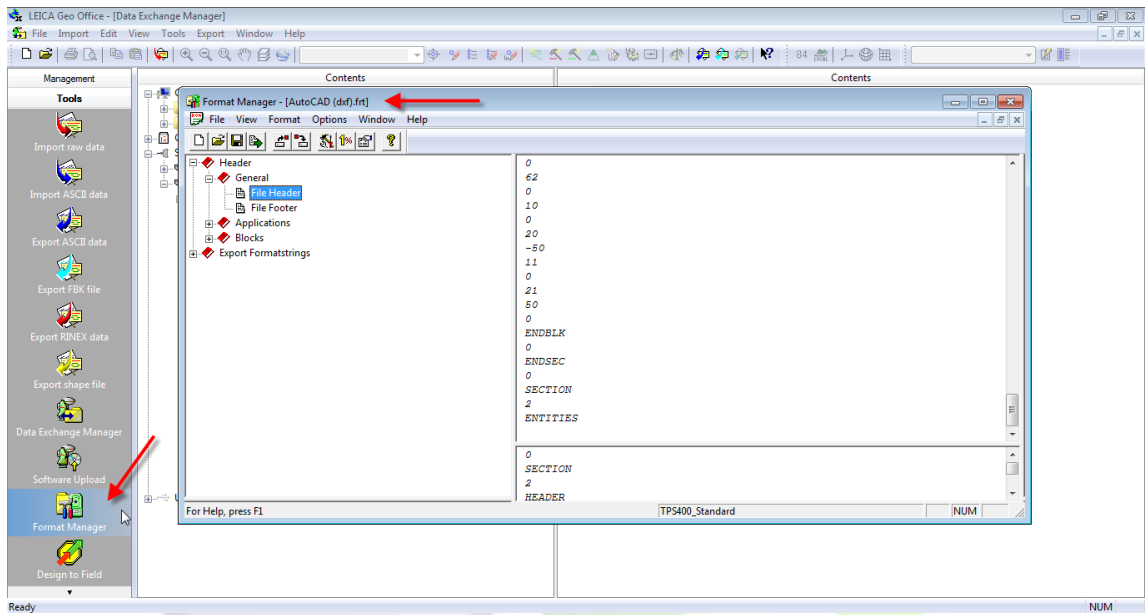 LEICA Geo Office - [Data Exchange Manager]
File Import Edit View Tools Export Window Help
84
Management
Contents
Contents
Tools
Import raw data
Import ASCII data
Export ASCII data
Export FBK file
Export RINEX data
Export shape file
Data Exchange Manager
Software Upload
Format Manager
Design to Field
Format Manager - [AutoCAD (dxf).frt]
File View Format Options Window Help
Header
General
File Header
File Footer
Applications
Blocks
Export Formatstrings
0
62
0
10
0
20
-50
11
0
21
50
0
ENDBLK
0
ENDSEC
0
SECTION
2
ENTITIES
0
SECTION
2
HEADER
For Help, press F1
TPS400_Standard
NUM
Ready
NUM